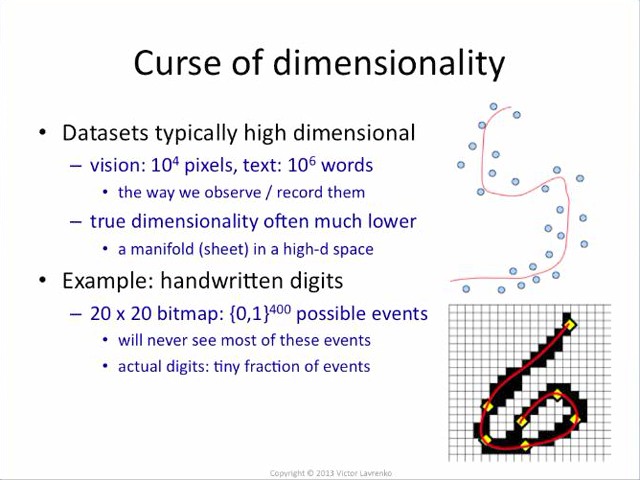 Curse of dimensionality
• Datasets typically high dimensional
– vision: 10⁴ pixels, text: 10⁶ words
• the way we observe / record them
– true dimensionality often much lower
• a manifold (sheet) in a high-d space
• Example: handwritten digits
– 20 x 20 bitmap: {0,1}⁴⁰⁰ possible events
• will never see most of these events
• actual digits: tiny fraction of events
Copyright © 2013 Victor Lavrenko